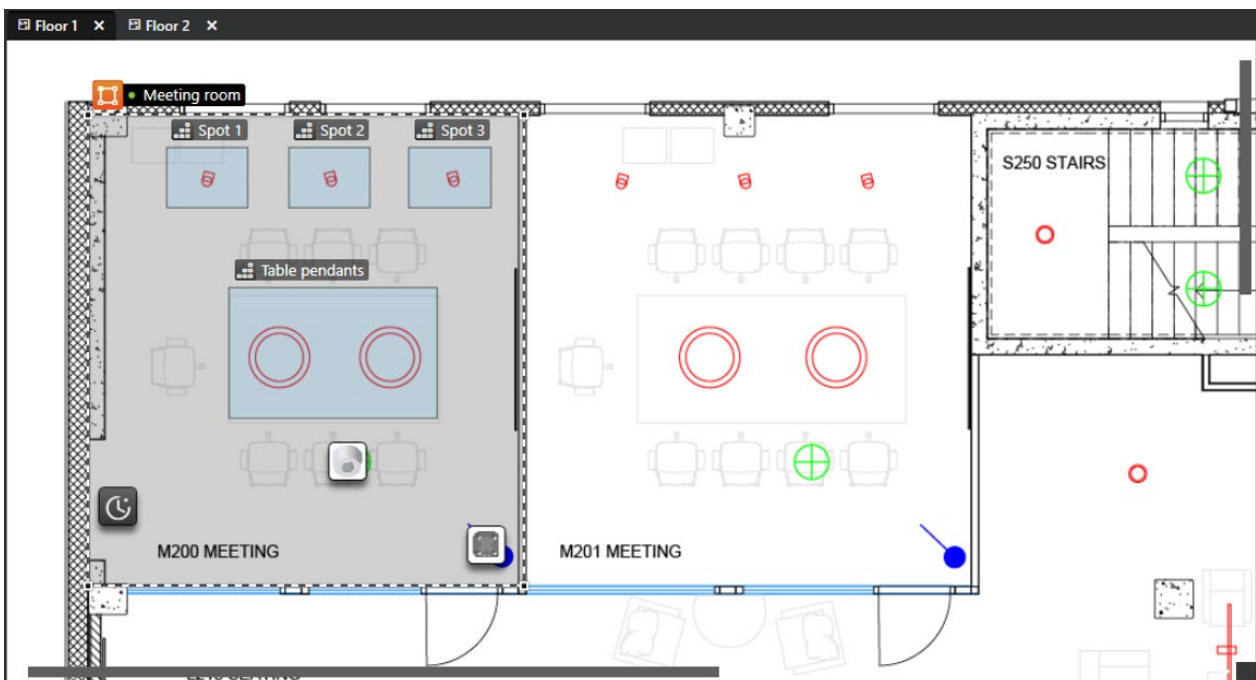 Floor 1
Floor 2
Meeting room
Spot 1
Spot 2
Spot 3
S250 STAIRS
Table pendants
M200 MEETING
M201 MEETING